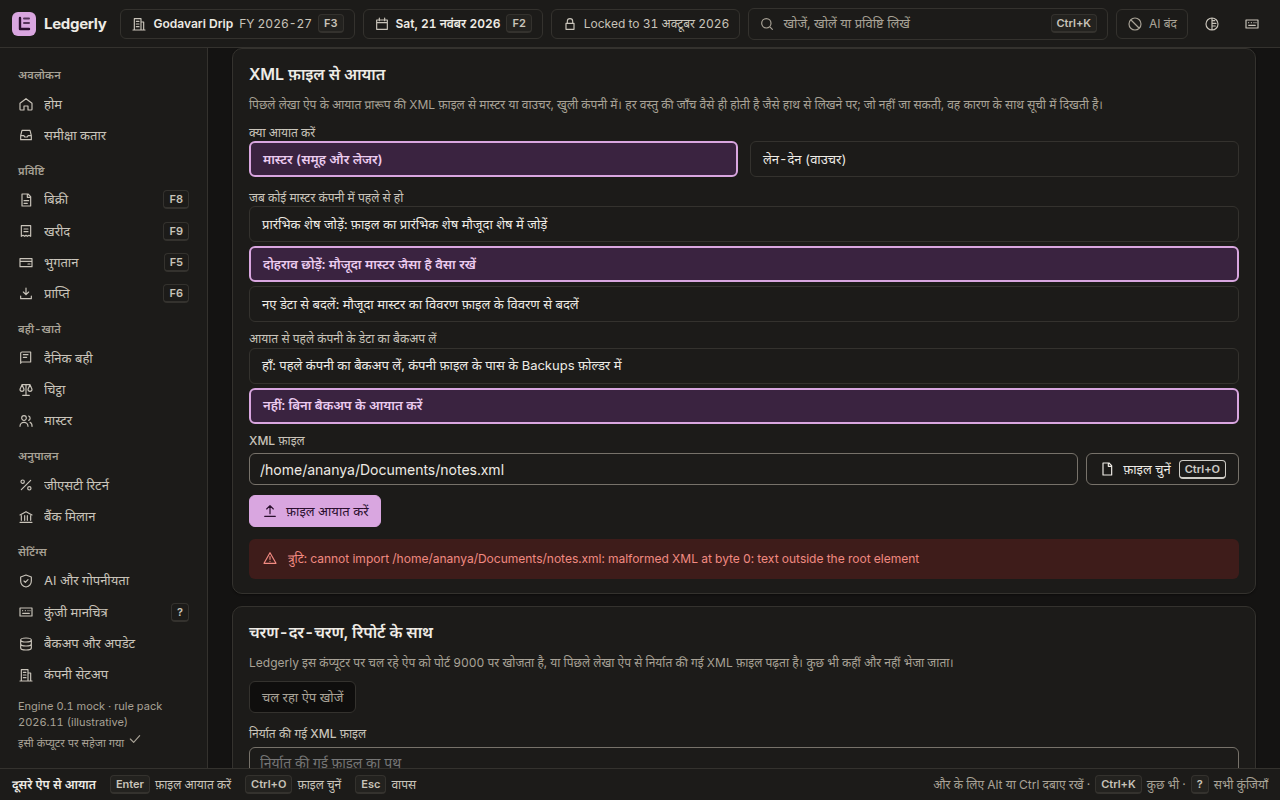 Ledgerly
Godavari Drip FY 2026-27 F3
Sat, 21 नवंबर 2026 F2
Locked to 31 अक्टूबर 2026
खोजें, खोलें या प्रविष्टि लिखें Ctrl+K
AI बंद
अवलोकन
होम
समीक्षा कतार
प्रविष्टि
बिक्री F8
खरीद F9
भुगतान F5
प्राप्ति F6
बही-खाते
दैनिक बही
चिट्ठा
मास्टर
अनुपालन
जीएसटी रिटर्न
बैंक मिलान
सेटिंग्स
AI और गोपनीयता
कुंजी मानचित्र ?
बैकअप और अपडेट
कंपनी सेटअप
Engine 0.1 mock · rule pack
2026.11 (illustrative)
इसी कंप्यूटर पर सहेजा गया
XML फ़ाइल से आयात
पिछले लेखा ऐप के आयात प्रारूप की XML फ़ाइल से मास्टर या वाउचर, खुली कंपनी में। हर वस्तु की जाँच वैसे ही होती है जैसे हाथ से लिखने पर; जो नहीं जा सकती, वह कारण के साथ सूची में दिखती है।
क्या आयात करें
मास्टर (समूह और लेजर)
लेन-देन (वाउचर)
जब कोई मास्टर कंपनी में पहले से हो
प्रारंभिक शेष जोड़ें: फ़ाइल का प्रारंभिक शेष मौजूदा शेष में जोड़ें
दोहराव छोड़ें: मौजूदा मास्टर जैसा है वैसा रखें
नए डेटा से बदलें: मौजूदा मास्टर का विवरण फ़ाइल के विवरण से बदलें
आयात से पहले कंपनी के डेटा का बैकअप लें
हाँ: पहले कंपनी का बैकअप लें, कंपनी फ़ाइल के पास के Backups फ़ोल्डर में
नहीं: बिना बैकअप के आयात करें
XML फ़ाइल
/home/ananya/Documents/notes.xml
फ़ाइल चुनें Ctrl+O
फ़ाइल आयात करें
त्रुटि: cannot import /home/ananya/Documents/notes.xml: malformed XML at byte 0: text outside the root element
चरण-दर-चरण, रिपोर्ट के साथ
Ledgerly इस कंप्यूटर पर चल रहे ऐप को पोर्ट 9000 पर खोजता है, या पिछले लेखा ऐप से निर्यात की गई XML फ़ाइल पढ़ता है। कुछ भी कहीं और नहीं भेजा जाता।
चल रहा ऐप खोजें
निर्यात की गई XML फ़ाइल
निर्यात की गई फ़ाइल का पथ
दूसरे ऐप से आयात Enter फ़ाइल आयात करें Ctrl+O फ़ाइल चुनें Esc वापस
और के लिए Alt या Ctrl दबाए रखें · Ctrl+K कुछ भी · ? सभी कुंजियाँ